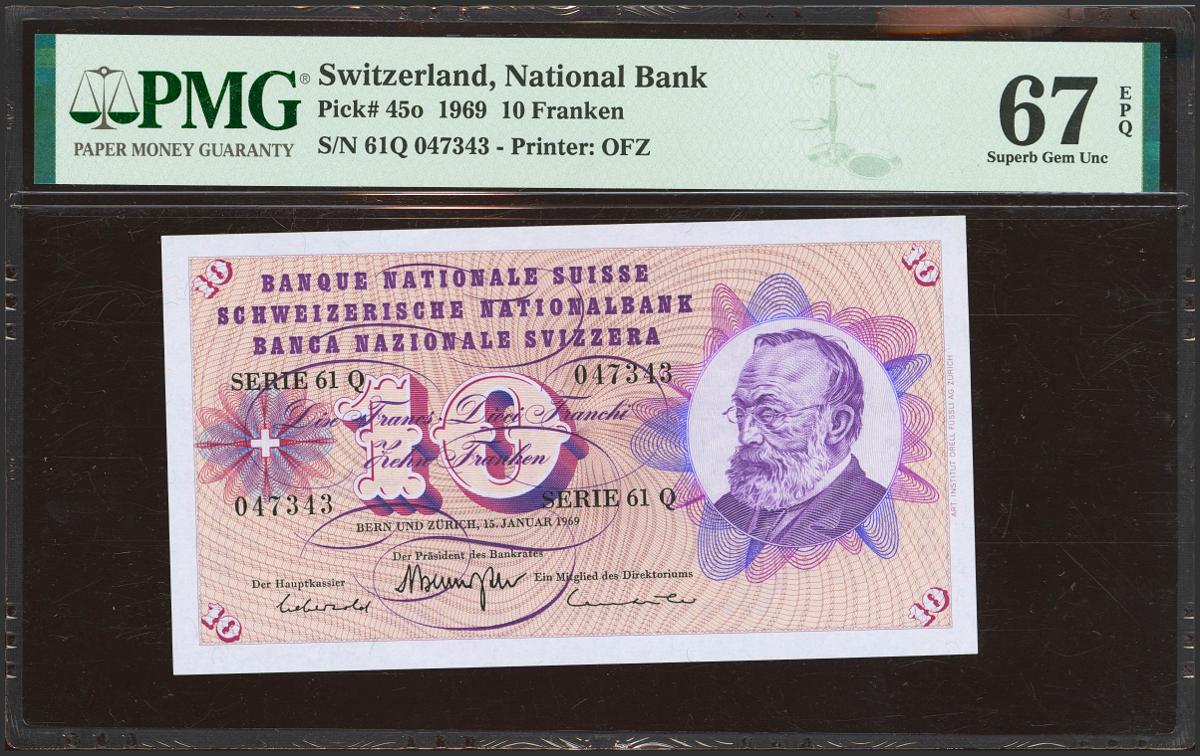 PMG®
PAPER MONEY GUARANTY
Switzerland, National Bank
Pick# 45o 1969 10 Franken
S/N 61Q 047343 - Printer: OFZ
67
EPQ
Superb Gem Unc
10
10
BANQUE NATIONALE SUISSE
SCHWEIZERISCHE NATIONALBANK
BANCA NAZIONALE SVIZZERA
SERIE 61 Q
047343
Dix Francs · Dieci Franchi
10
Zehn Franken
047343
SERIE 61 Q
BERN UND ZÜRICH, 15. JANUAR 1969
Der Präsident des Bankrates
Der Hauptkassier
Ein Mitglied des Direktoriums
10
10
ART. INSTITUT ORELL FÜSSLI AG ZÜRICH